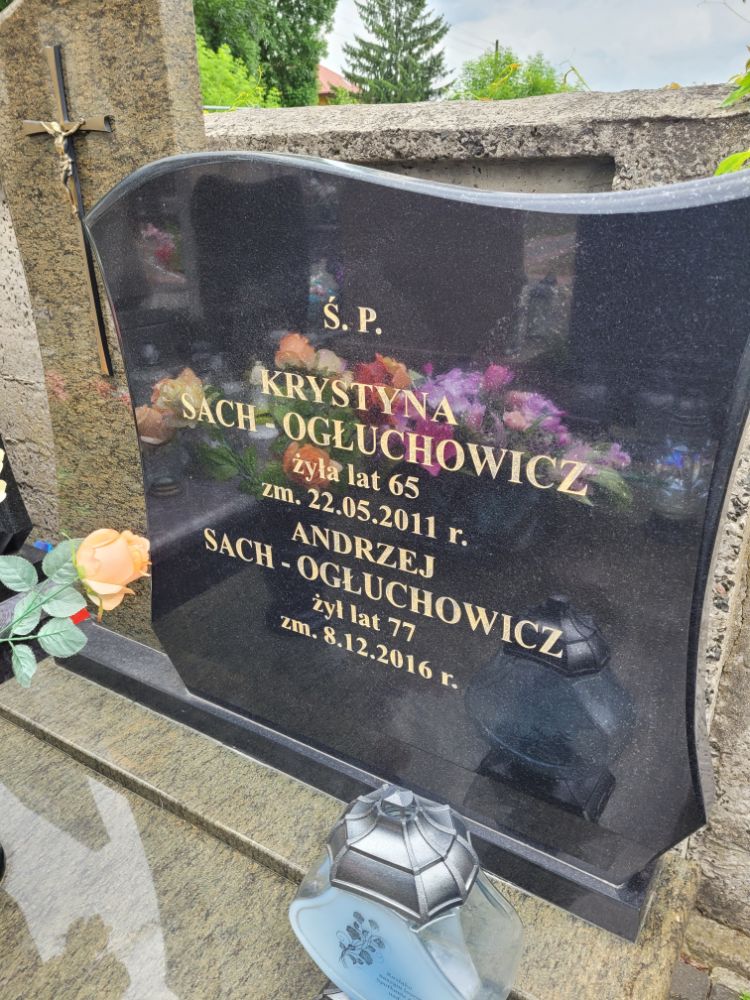 Ś. P.
KRYSTYNA
SACH - OGŁUCHOWICZ
żyła lat 65
zm. 22.05.2011 r.
ANDRZEJ
SACH - OGŁUCHOWICZ
żył lat 77
zm. 8.12.2016 r.